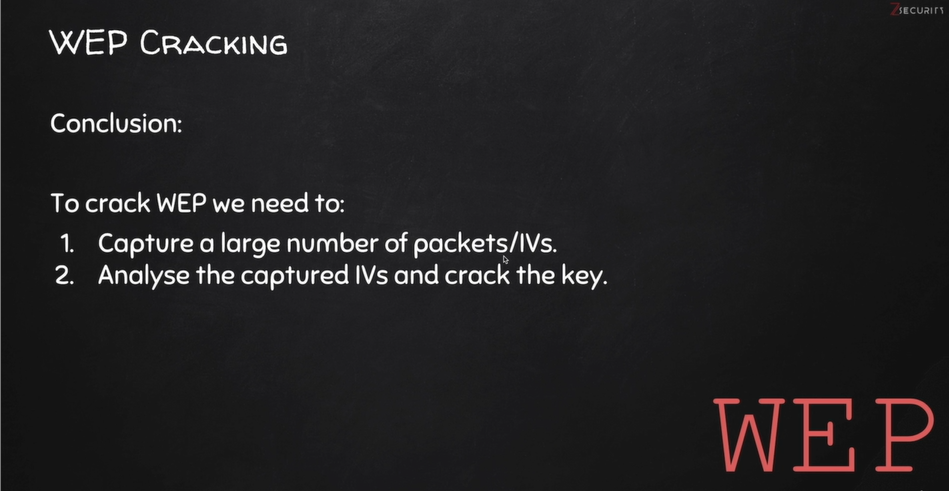 ZSECURITY
WEP Cracking
Conclusion:
To crack WEP we need to:
1. Capture a large number of packets/IVs.
2. Analyse the captured IVs and crack the key.
WEP